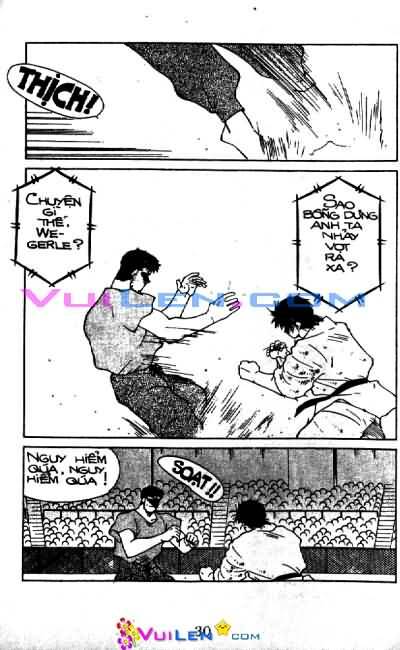 THỊCH!
CHUYỆN
GÌ
THẾ,
WE-
GERLE?
SAO
BỖNG DƯNG
ANH TA
NHẢY
VỌT
RA
XA?
VUILEN.COM
NGUY HIỂM
QUÁ, NGUY
HIỂM QUÁ!
SOẠT!!
30
VUILEN.COM